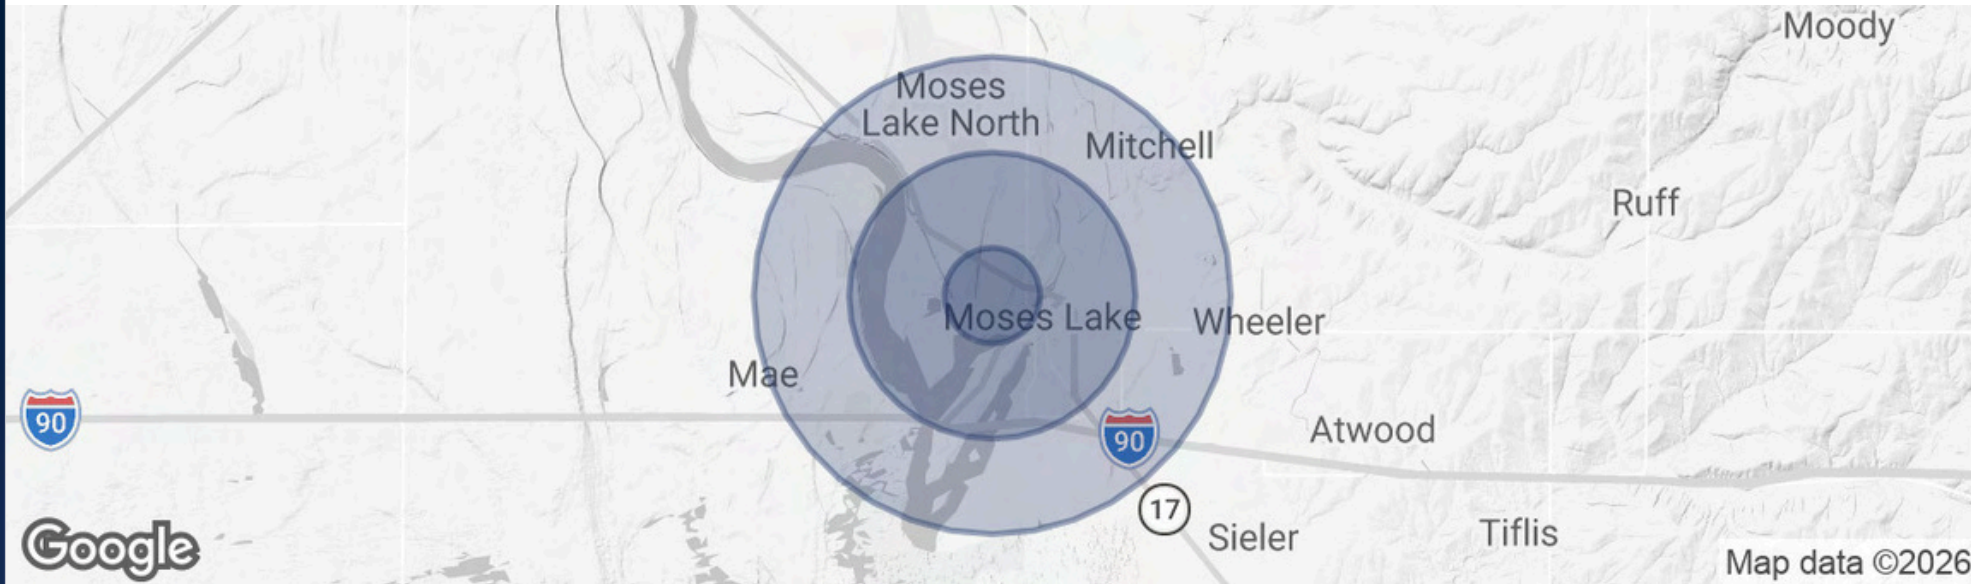 Moody
Moses
Lake North
Mitchell
Ruff
Moses Lake
Wheeler
Mae
90
90
Atwood
17
Sieler
Tiflis
Google
Map data ©2026